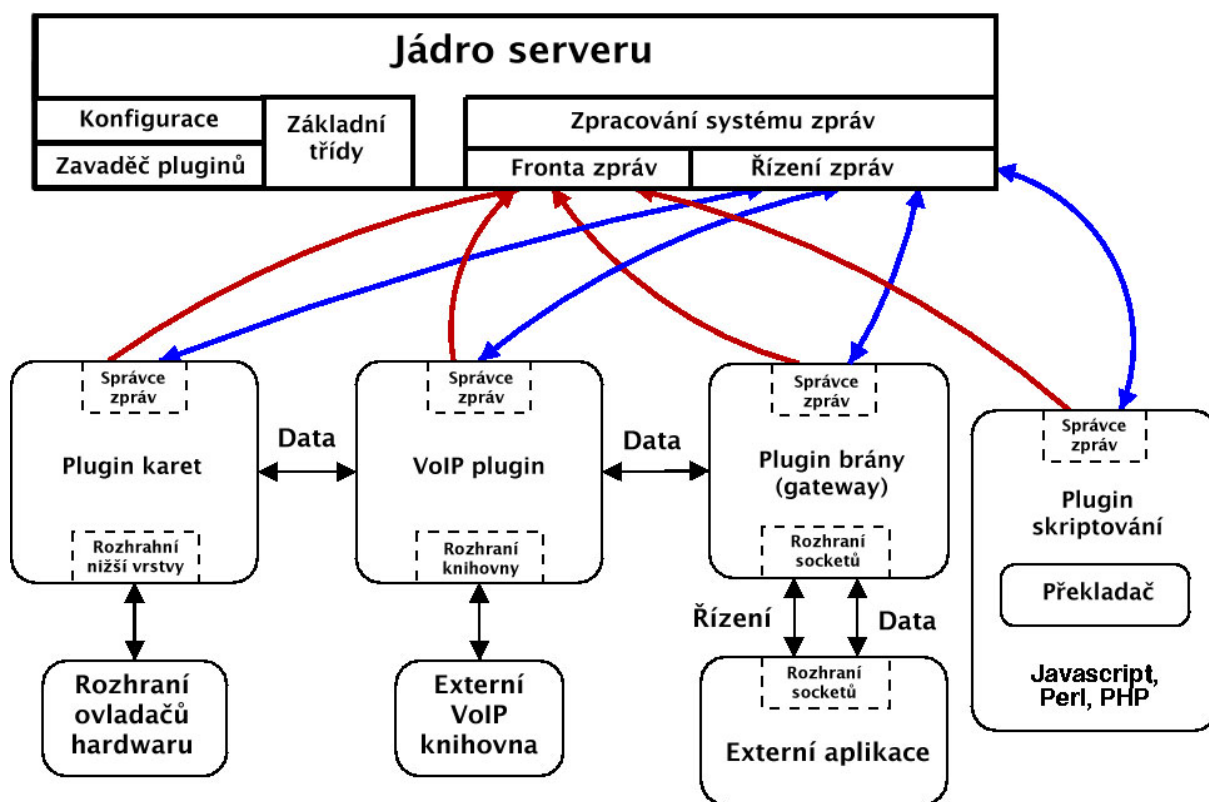 Jádro serveru
Konfigurace
Zavaděč pluginů
Základní
třídy
Zpracování systému zpráv
Fronta zpráv
Řízení zpráv
Správce
zpráv
Plugin karet
Rozhrahní
nižší vrstvy
Data
Správce
zpráv
VoIP plugin
Rozhraní
knihovny
Data
Správce
zpráv
Plugin brány
(gateway)
Rozhraní
socketů
Správce
zpráv
Plugin
skriptování
Překladač
Javascript,
Perl, PHP
Řízení
Data
Rozhraní
ovladačů
hardwaru
Externí
VoIP
knihovna
Rozhraní
socketů
Externí aplikace